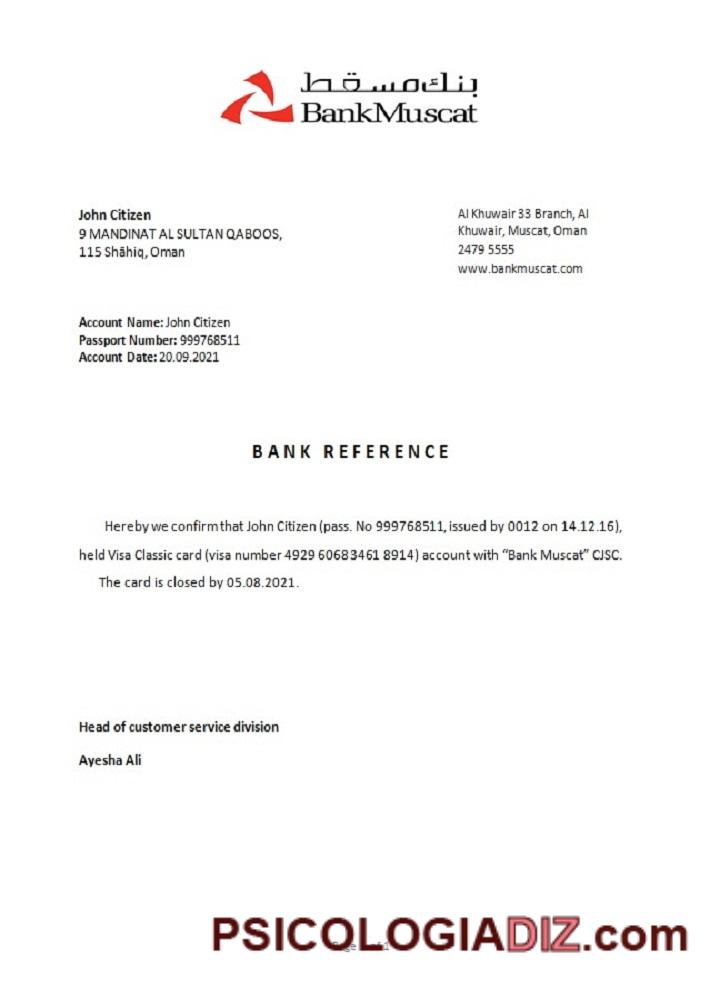 بنك مسقط
BankMuscat
John Citizen
9 MANDINAT AL SULTAN QABOOS,
115 Shāhiq, Oman
Al Khuwair 33 Branch, Al
Khuwair, Muscat, Oman
2479 5555
www.bankmuscat.com
Account Name: John Citizen
Passport Number: 999768511
Account Date: 20.09.2021
BANK REFERENCE
Hereby we confirm that John Citizen (pass. No 999768511, issued by 0012 on 14.12.16),
held Visa Classic card (visa number 4929 6068 3461 8914) account with “Bank Muscat” CJSC.
The card is closed by 05.08.2021.
Head of customer service division
Ayesha Ali
PSICOLOGIADIZ.com